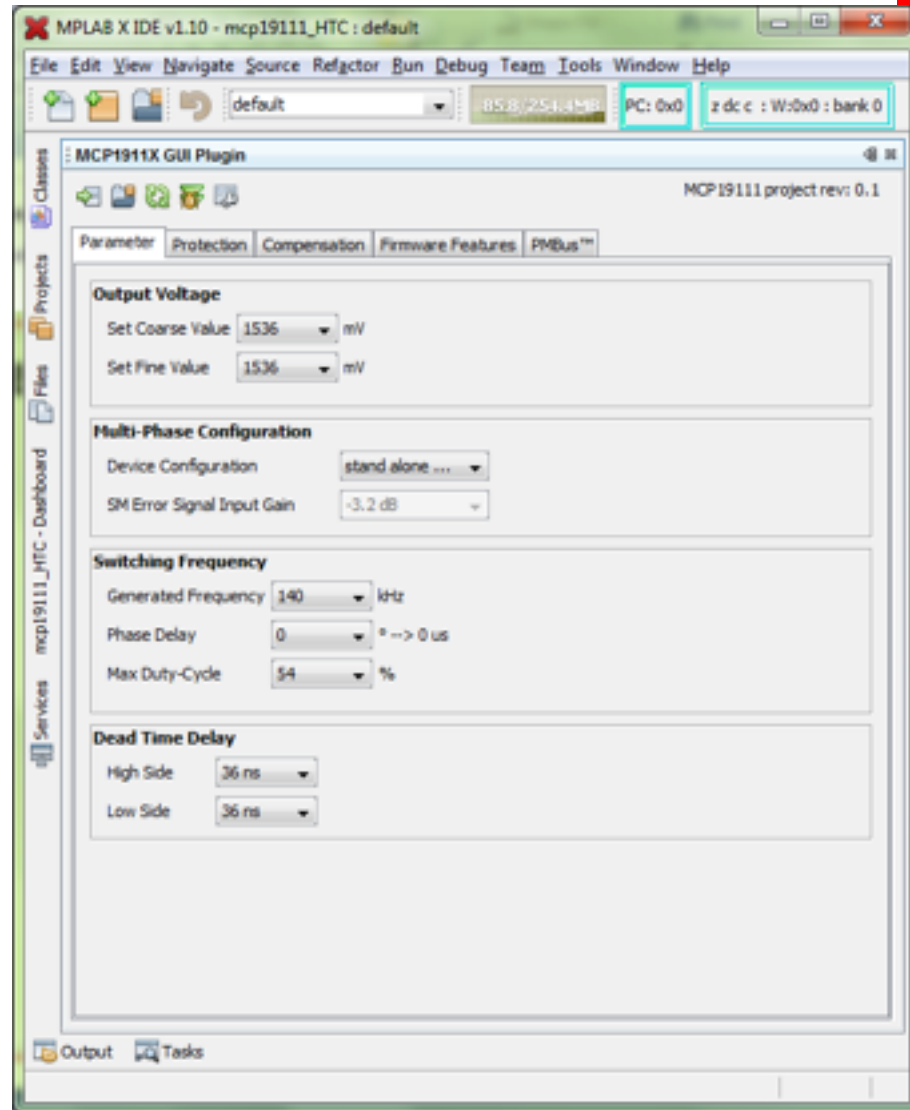 MPLAB X IDE v1.10 - mcp19111_HTC : default
File Edit View Navigate Source Refactor Run Debug Team Tools Window Help
default 85.8/254.4MB PC: 0x0 z dc c : W:0x0 : bank 0
MCP1911X GUI Plugin
MCP19111 project rev: 0.1
Parameter Protection Compensation Firmware Features PMBus™
Output Voltage
Set Coarse Value 1536 mV
Set Fine Value 1536 mV
Multi-Phase Configuration
Device Configuration stand alone ...
SM Error Signal Input Gain -3.2 dB
Switching Frequency
Generated Frequency 140 kHz
Phase Delay 0 ° --> 0 us
Max Duty-Cycle 54 %
Dead Time Delay
High Side 36 ns
Low Side 36 ns
Classes
Projects
Files
mcp19111_HTC - Dashboard
Services
Output Tasks